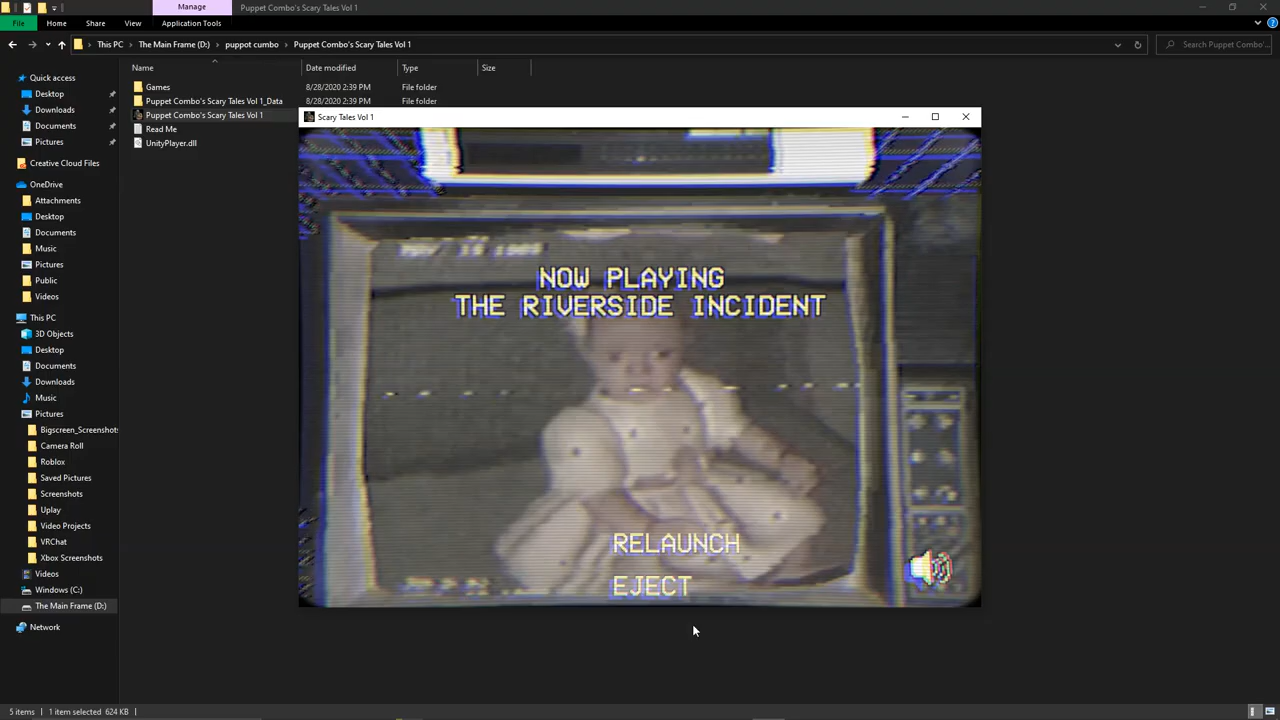 Manage
Puppet Combo's Scary Tales Vol 1
File
Home
Share
View
Application Tools
This PC
The Main Frame (D:)
puppot cumbo
Puppet Combo's Scary Tales Vol 1
Search Puppet Combo'...
Name
Date modified
Type
Size
Quick access
Desktop
Downloads
Documents
Pictures
Creative Cloud Files
OneDrive
Attachments
Desktop
Documents
Music
Pictures
Public
Videos
This PC
3D Objects
Desktop
Documents
Downloads
Music
Pictures
Bigscreen_Screenshots
Camera Roll
Roblox
Saved Pictures
Screenshots
Uplay
Video Projects
VRChat
Xbox Screenshots
Videos
Windows (C:)
The Main Frame (D:)
Network
Games
8/28/2020 2:39 PM
File folder
Puppet Combo's Scary Tales Vol 1_Data
8/28/2020 2:39 PM
File folder
Puppet Combo's Scary Tales Vol 1
Read Me
UnityPlayer.dll
Scary Tales Vol 1
NOW PLAYING
THE RIVERSIDE INCIDENT
RELAUNCH
EJECT
5 items
1 item selected 624 KB